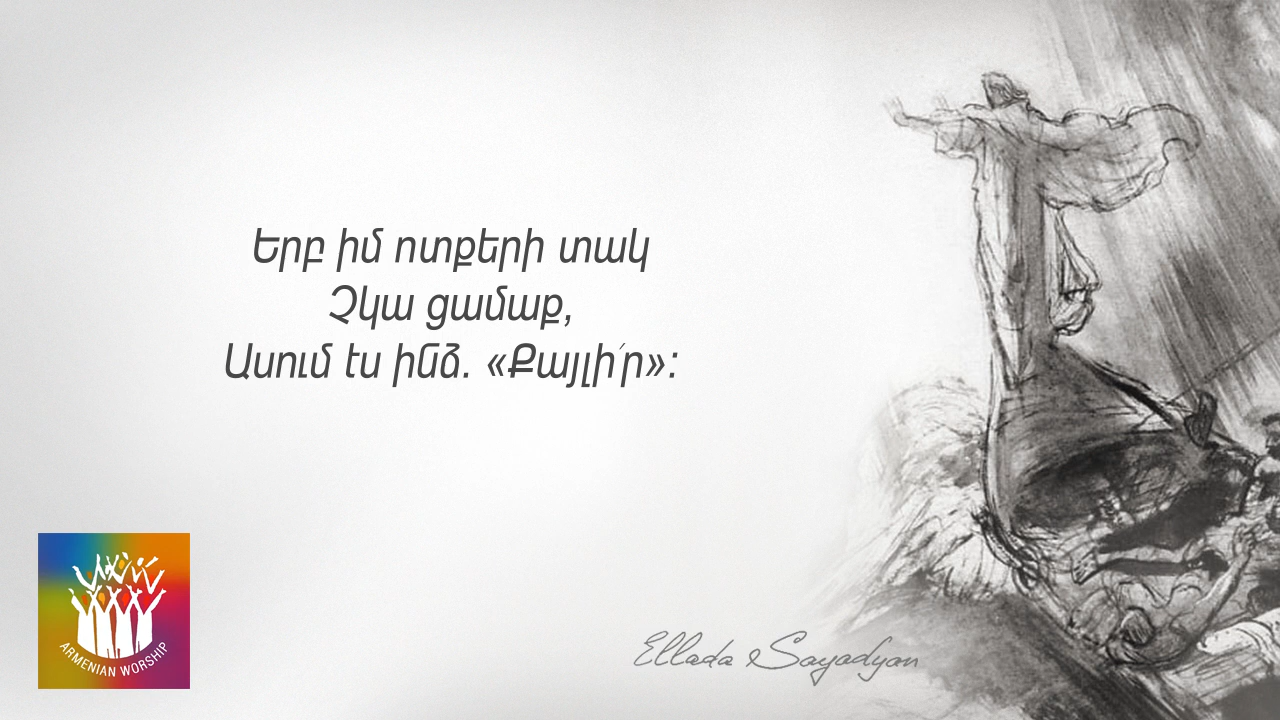 Երբ իմ ոտքերի տակ
Չկա ցամաք,
Ասում ես ինձ. «Քայլի՛ր»:
ARMENIAN WORSHIP
Ellada Sayadyan